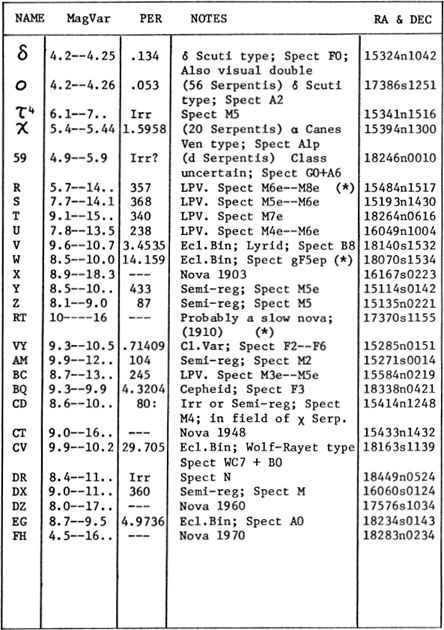 NAME MagVar PER NOTES RA & DEC
δ 4.2--4.25 .134 δ Scuti type; Spect F0; 15324n1042
Also visual double
ο 4.2--4.26 .053 (56 Serpentis) δ Scuti 17386s1251
type; Spect A2
τ⁴ 6.1--7.. Irr Spect M5 15341n1516
χ 5.4--5.44 1.5958 (20 Serpentis) α Canes 15394n1300
Ven type; Spect A1p
59 4.9--5.9 Irr? (d Serpentis) Class 18246n0010
uncertain; Spect G0+A6
R 5.7--14.. 357 LPV. Spect M6e--M8e (*) 15484n1517
S 7.7--14.1 368 LPV. Spect M5e--M6e 15193n1430
T 9.1--15.. 340 LPV. Spect M7e 18264n0616
U 7.8--13.5 238 LPV. Spect M4e--M6e 16049n1004
V 9.6--10.7 3.4535 Ecl.Bin; Lyrid; Spect B8 18140s1532
W 8.5--10.0 14.159 Ecl.Bin; Spect gF5ep (*) 18070s1534
X 8.9--18.3 --- Nova 1903 16167s0223
Y 8.5--10.. 433 Semi-reg; Spect M5e 15114s0142
Z 8.1--9.0 87 Semi-reg; Spect M5 15135n0221
RT 10----16 --- Probably a slow nova; 17370s1155
(1910) (*)
VY 9.3--10.5 .71409 Cl.Var; Spect F2--F6 15285n0151
AM 9.9--12.. 104 Semi-reg; Spect M2 15271s0014
BC 8.7--13.. 245 LPV. Spect M3e--M5e 15584n0219
BQ 9.3--9.9 4.3204 Cepheid; Spect F3 18338n0421
CD 8.6--10.. 80: Irr or Semi-reg; Spect 15414n1248
M4; in field of χ Serp.
CT 9.0--16.. --- Nova 1948 15433n1432
CV 9.9--10.2 29.705 Ecl.Bin; Wolf-Rayet type 18163s1139
Spect WC7 + B0
DR 8.4--11.. Irr Spect N 18449n0524
DX 9.0--11.. 360 Semi-reg; Spect M 16060s0124
DZ 8.0--17.. --- Nova 1960 17576s1034
EG 8.7--9.5 4.9736 Ecl.Bin; Spect A0 18234s0143
FH 4.5--16.. --- Nova 1970 18283n0234